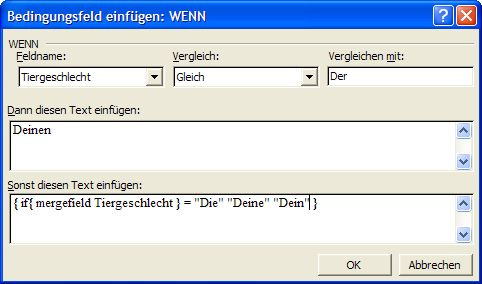 Bedingungsfeld einfügen: WENN
WENN
Feldname: Vergleich: Vergleichen mit:
Tiergeschlecht Gleich Der
Dann diesen Text einfügen:
Deinen
Sonst diesen Text einfügen:
{ if{ mergefield Tiergeschlecht } = "Die" "Deine" "Dein" }
OK Abbrechen